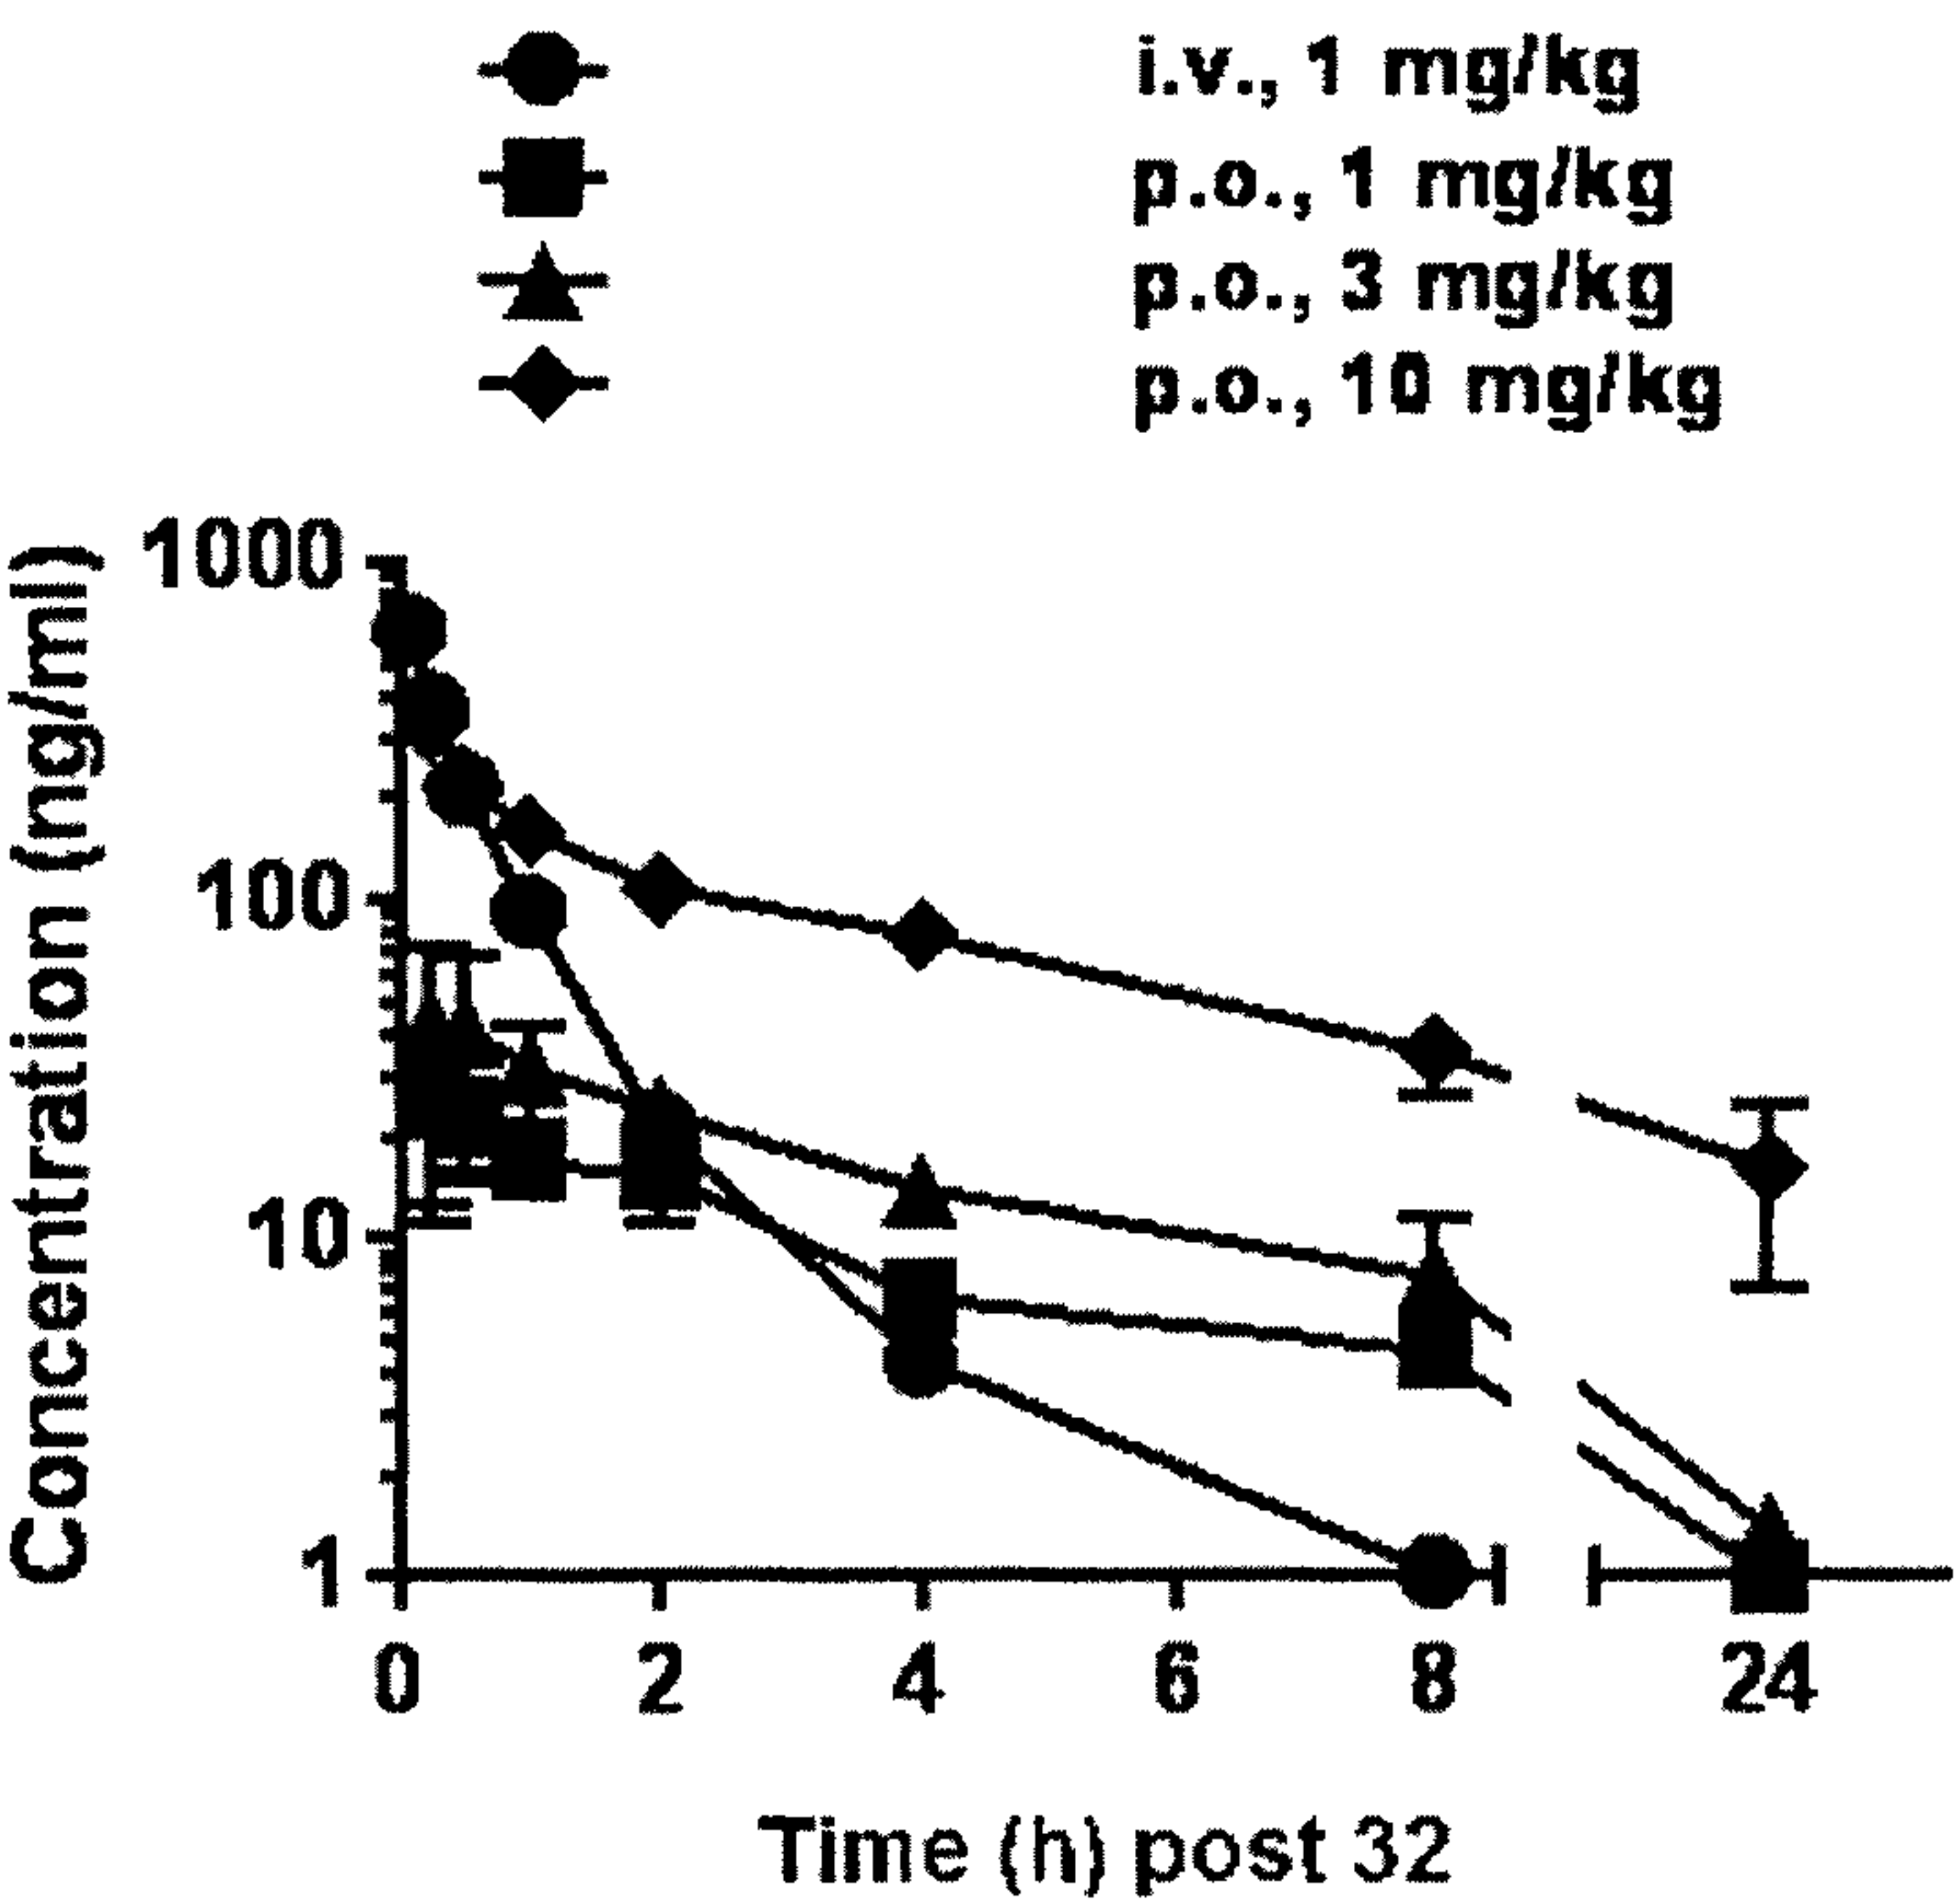 i.v., 1 mg/kg
p.o., 1 mg/kg
p.o., 3 mg/kg
p.o., 10 mg/kg
Concentration (ng/ml)
1000
100
10
1
0 2 4 6 8 24
Time (h) post 32